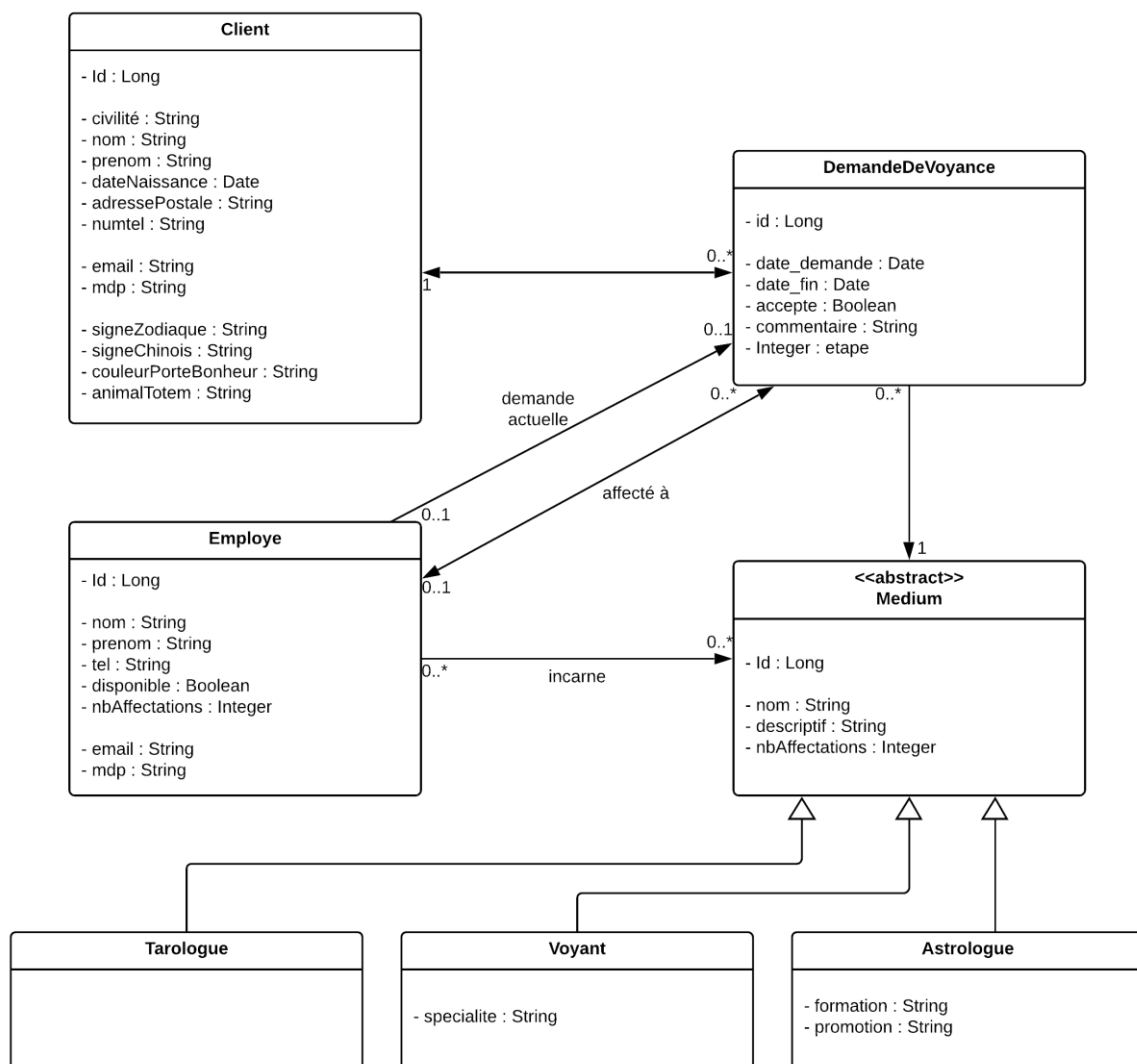 Client
- Id : Long
- civilité : String
- nom : String
- prenom : String
- dateNaissance : Date
- adressePostale : String
- numtel : String
- email : String
- mdp : String
- signeZodiaque : String
- signeChinois : String
- couleurPorteBonheur : String
- animalTotem : String
DemandeDeVoyance
- id : Long
- date_demande : Date
- date_fin : Date
- accepte : Boolean
- commentaire : String
- Integer : etape
1
0..*
0..1
demande
actuelle
0..1
0..*
affecté à
0..1
0..*
1
Employe
- Id : Long
- nom : String
- prenom : String
- tel : String
- disponible : Boolean
- nbAffectations : Integer
- email : String
- mdp : String
0..*
incarne
0..*
<<abstract>>
Medium
- Id : Long
- nom : String
- descriptif : String
- nbAffectations : Integer
Tarologue
Voyant
- specialite : String
Astrologue
- formation : String
- promotion : String